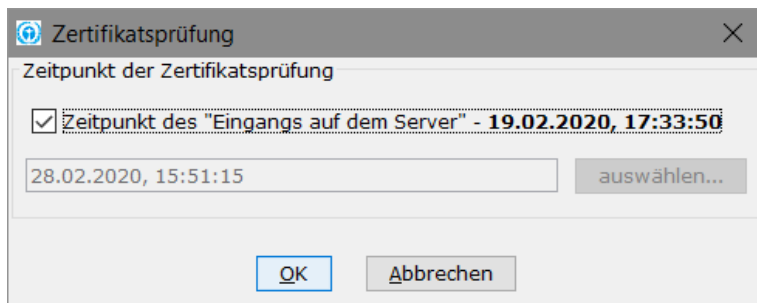 Zertifikatsprüfung
Zeitpunkt der Zertifikatsprüfung
Zeitpunkt des "Eingangs auf dem Server" - 19.02.2020, 17:33:50
28.02.2020, 15:51:15 auswählen...
OK Abbrechen